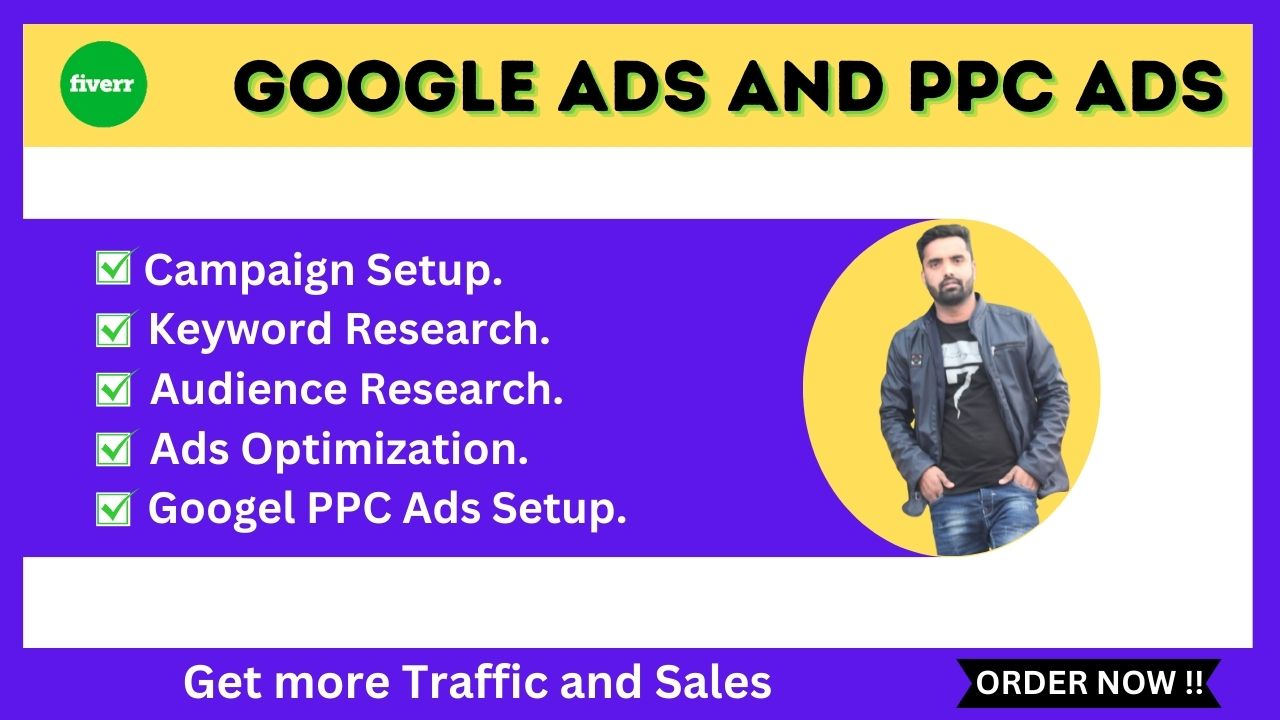 fiverr
GOOGLE ADS AND PPC ADS
Campaign Setup.
Keyword Research.
Audience Research.
Ads Optimization.
Googel PPC Ads Setup.
7
Get more Traffic and Sales
ORDER NOW !!